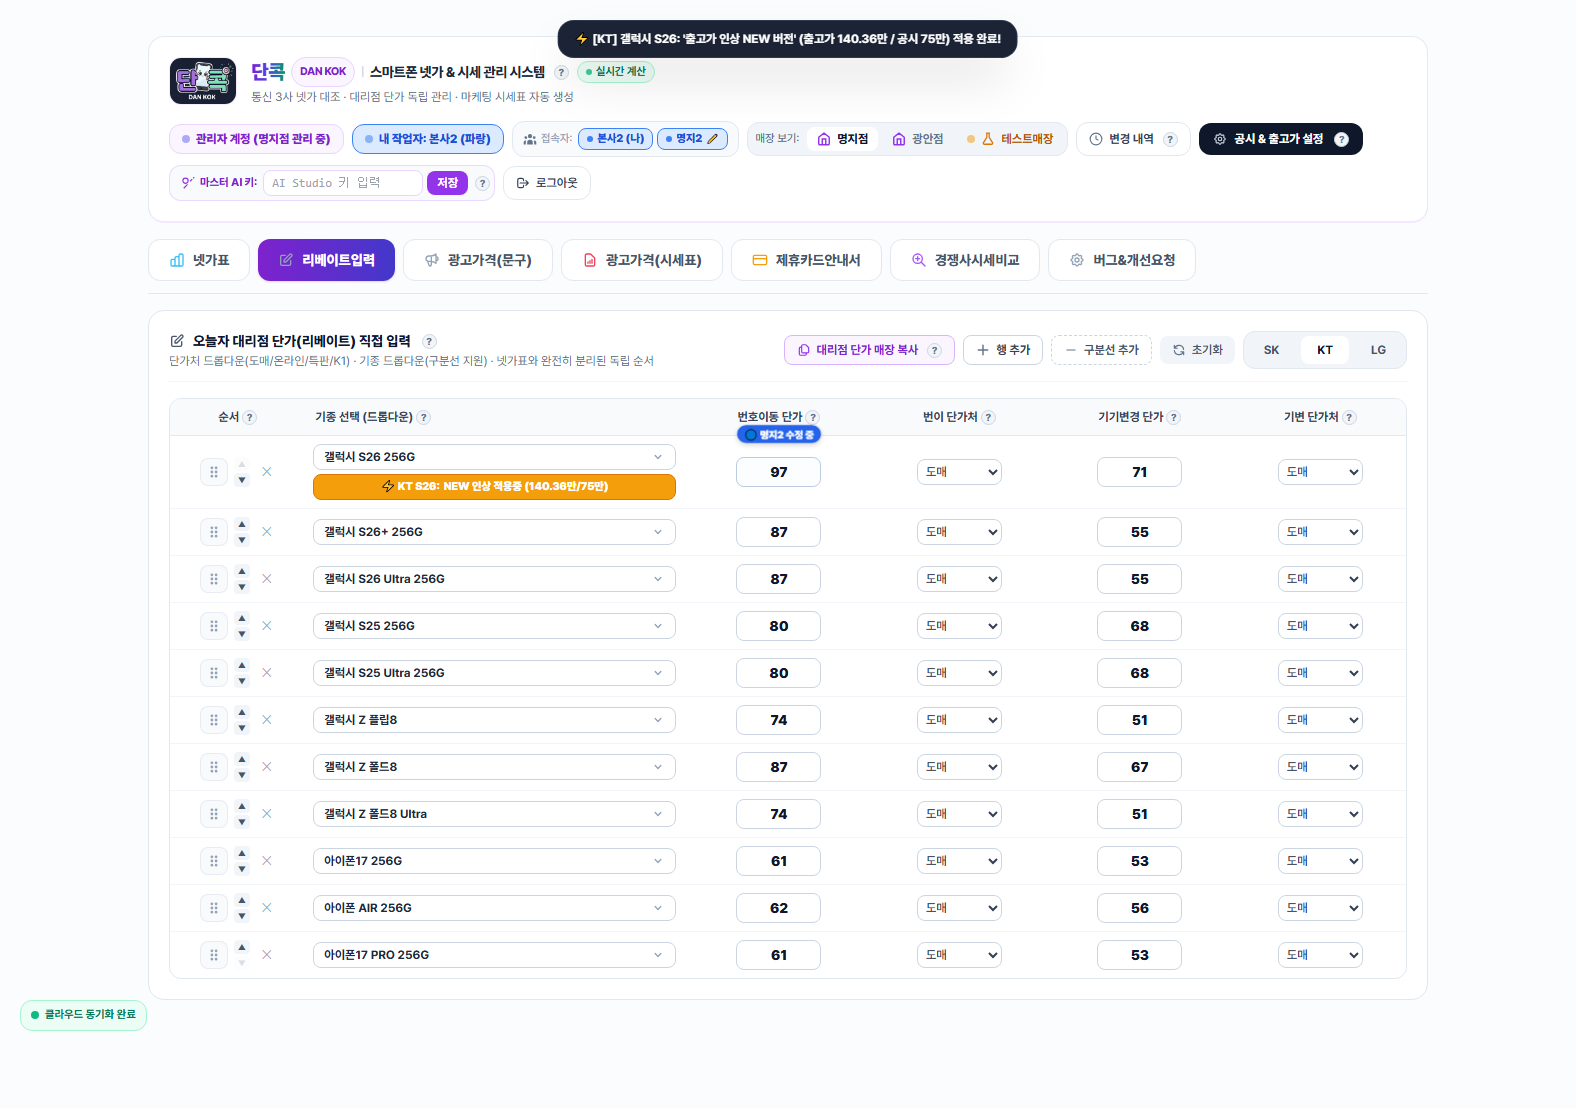 ⚡ [KT] 갤럭시 S26: '출고가 인상 NEW 버전' (출고가 140.36만 / 공시 75만) 적용 완료!
단콕 DAN KOK
단콕 DAN KOK | 스마트폰 넷가 & 시세 관리 시스템 ? 실시간 계산
통신 3사 넷가 대조 · 대리점 단가 독립 관리 · 마케팅 시세표 자동 생성
관리자 계정 (명지점 관리 중) 내 작업자: 본사2 (파랑) 접속자: 본사2 (나) 명지2 매장 보기: 명지점 광안점 테스트매장 변경 내역 ? 공시 & 출고가 설정 ?
마스터 AI 키: AI Studio 키 입력 저장 ? 로그아웃
넷가표 리베이트입력 광고가격(문구) 광고가격(시세표) 제휴카드안내서 경쟁사시세비교 버그&개선요청
오늘자 대리점 단가(리베이트) 직접 입력 ?
단가처 드롭다운(도매/온라인/특판/K1) · 기종 드롭다운(구분선 지원) · 넷가표와 완전히 분리된 독립 순서
대리점 단가 매장 복사 ? + 행 추가 − 구분선 추가 초기화 SK KT LG
순서 ? 기종 선택 (드롭다운) ? 번호이동 단가 ? 번이 단가처 ? 기기변경 단가 ? 기변 단가처 ?
명지2 수정 중
갤럭시 S26 256G 97 도매 71 도매
KT S26: NEW 인상 적용중 (140.36만/75만)
갤럭시 S26+ 256G 87 도매 55 도매
갤럭시 S26 Ultra 256G 87 도매 55 도매
갤럭시 S25 256G 80 도매 68 도매
갤럭시 S25 Ultra 256G 80 도매 68 도매
갤럭시 Z 플립8 74 도매 51 도매
갤럭시 Z 폴드8 87 도매 67 도매
갤럭시 Z 폴드8 Ultra 74 도매 51 도매
아이폰17 256G 61 도매 53 도매
아이폰 AIR 256G 62 도매 56 도매
아이폰17 PRO 256G 61 도매 53 도매
클라우드 동기화 완료